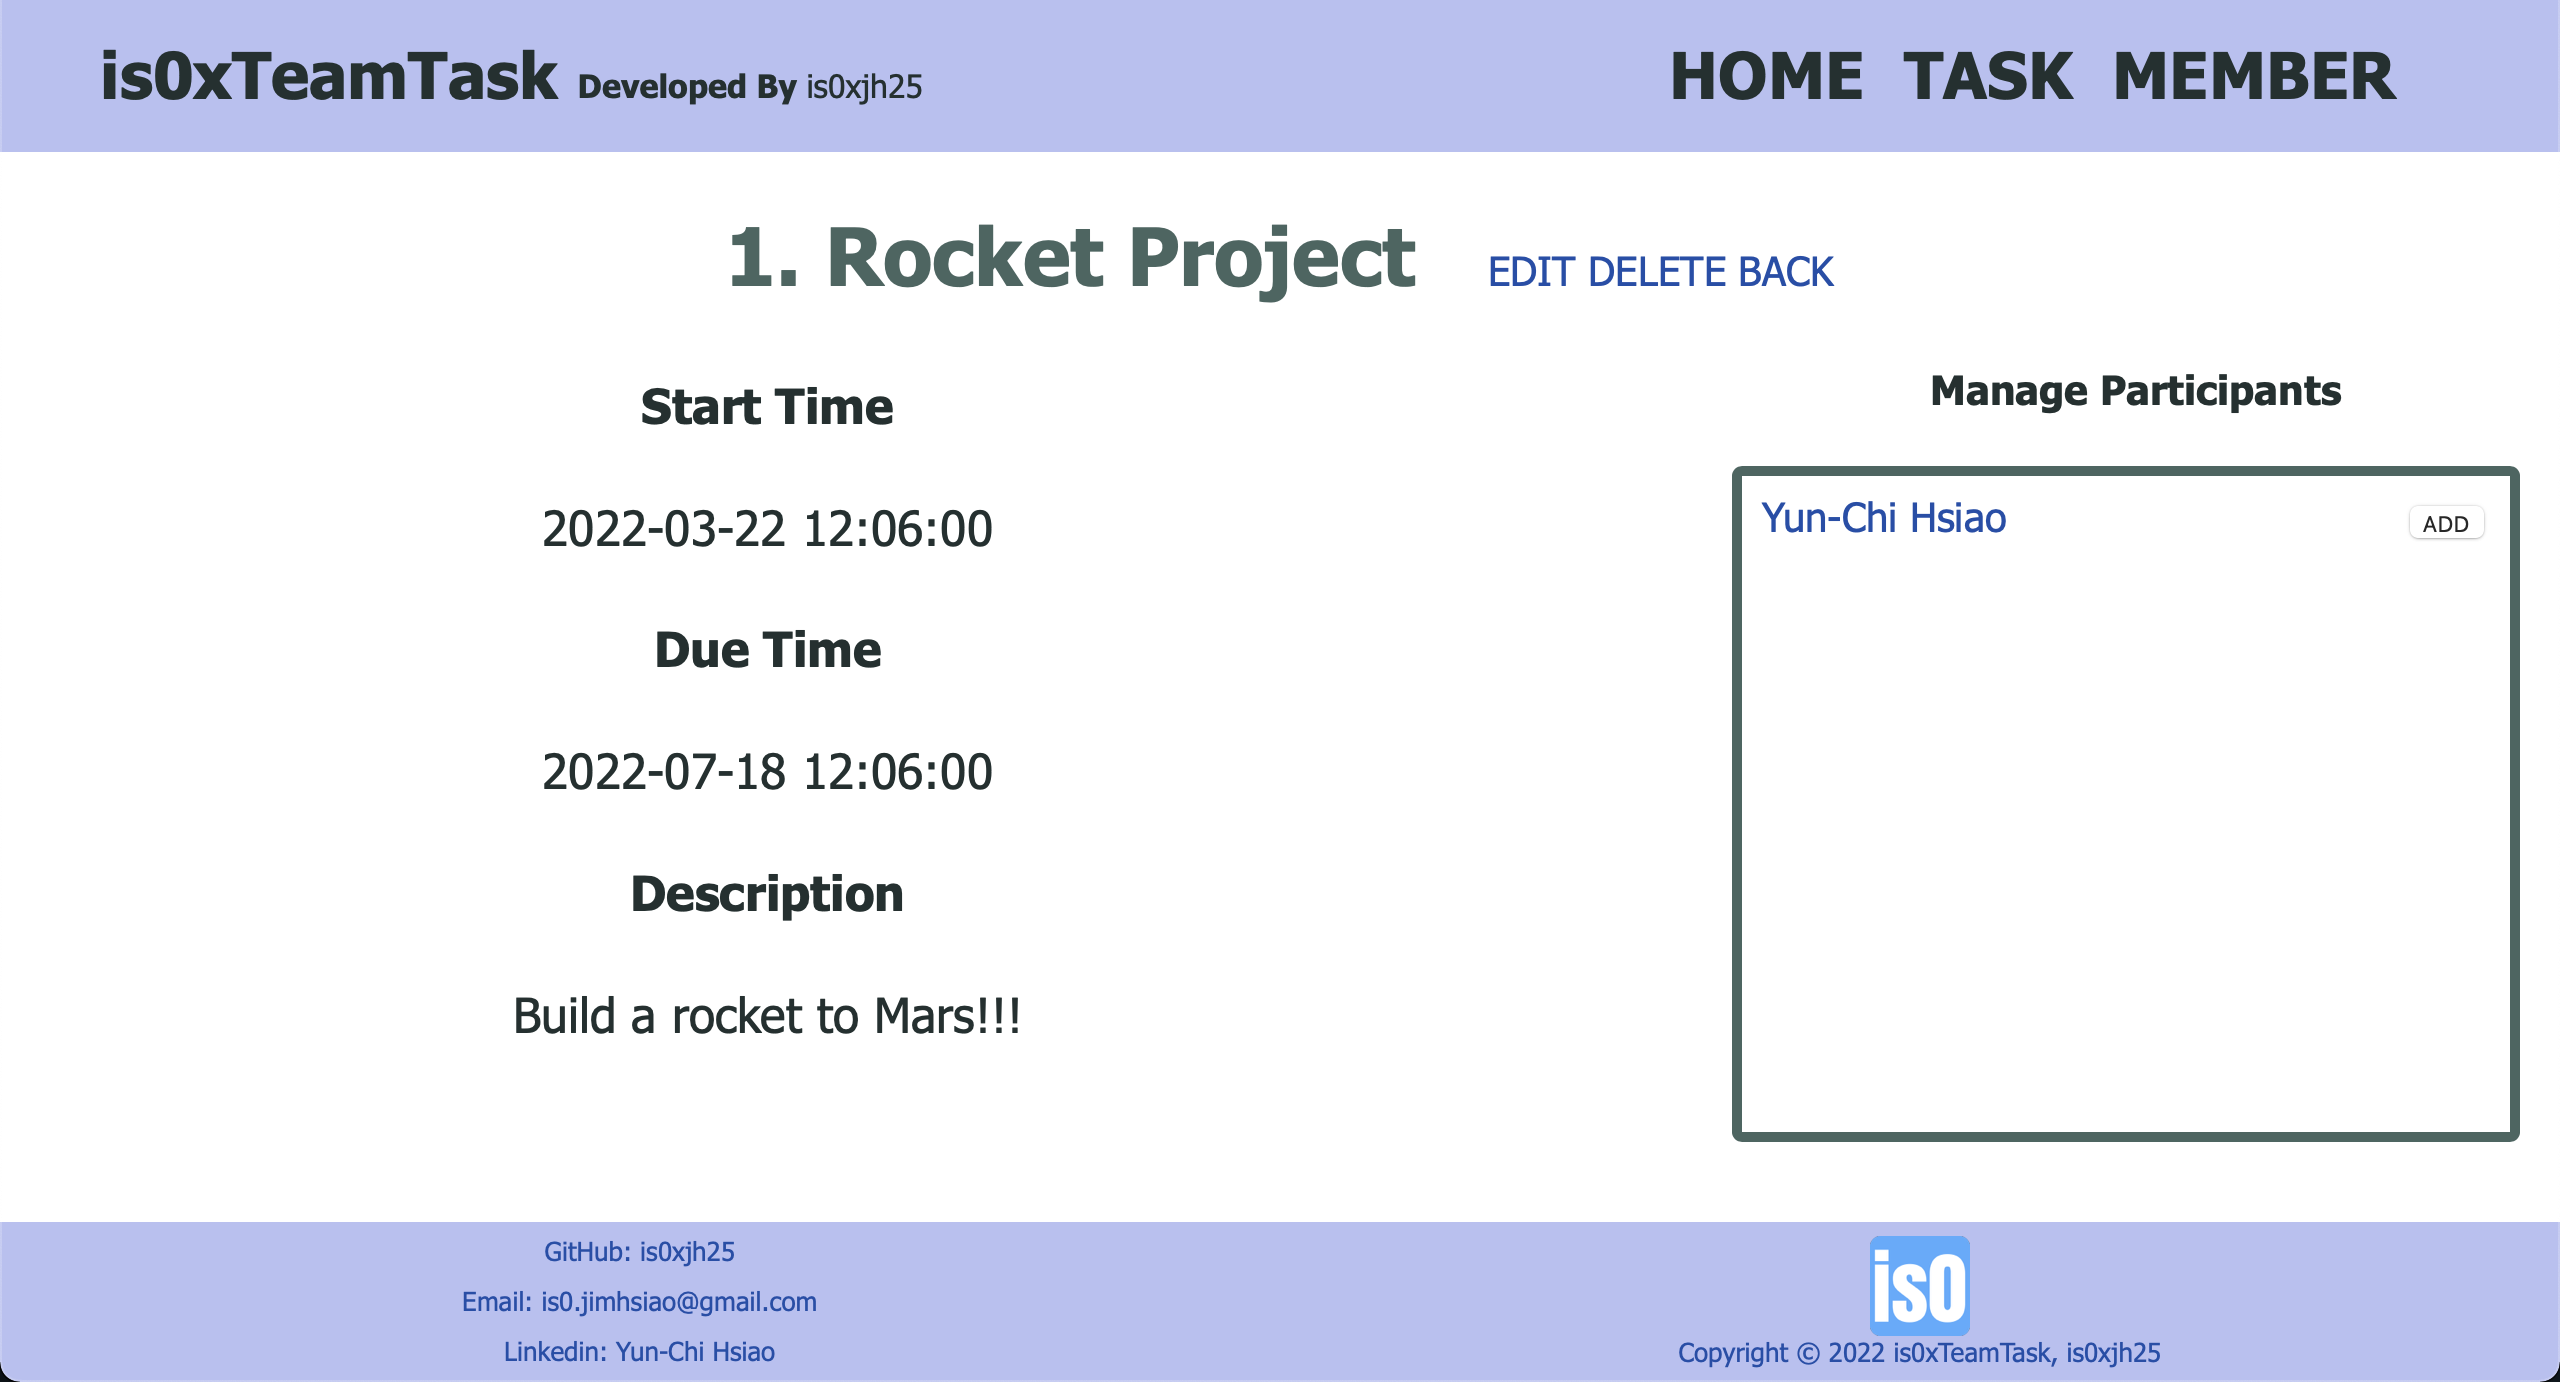 is0xTeamTask Developed By is0xjh25
HOME TASK MEMBER
1. Rocket Project
EDIT DELETE BACK
Start Time
2022-03-22 12:06:00
Due Time
2022-07-18 12:06:00
Description
Build a rocket to Mars!!!
Manage Participants
Yun-Chi Hsiao ADD
GitHub: is0xjh25
Email: is0.jimhsiao@gmail.com
Linkedin: Yun-Chi Hsiao
is0
Copyright © 2022 is0xTeamTask, is0xjh25